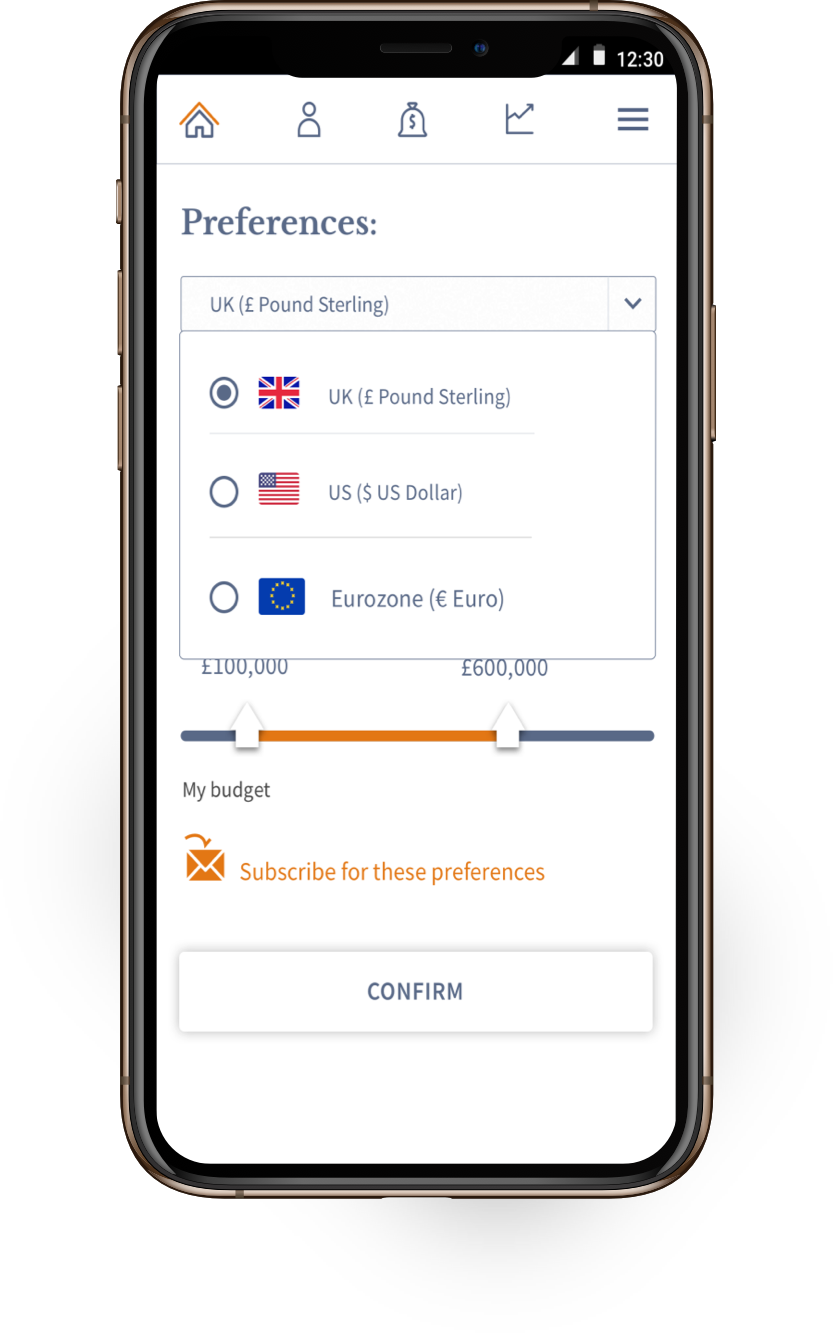 12:30
$
Preferences:
UK (£ Pound Sterling)
UK (£ Pound Sterling)
US ($ US Dollar)
Eurozone (€ Euro)
£100,000 £600,000
My budget
Subscribe for these preferences
CONFIRM